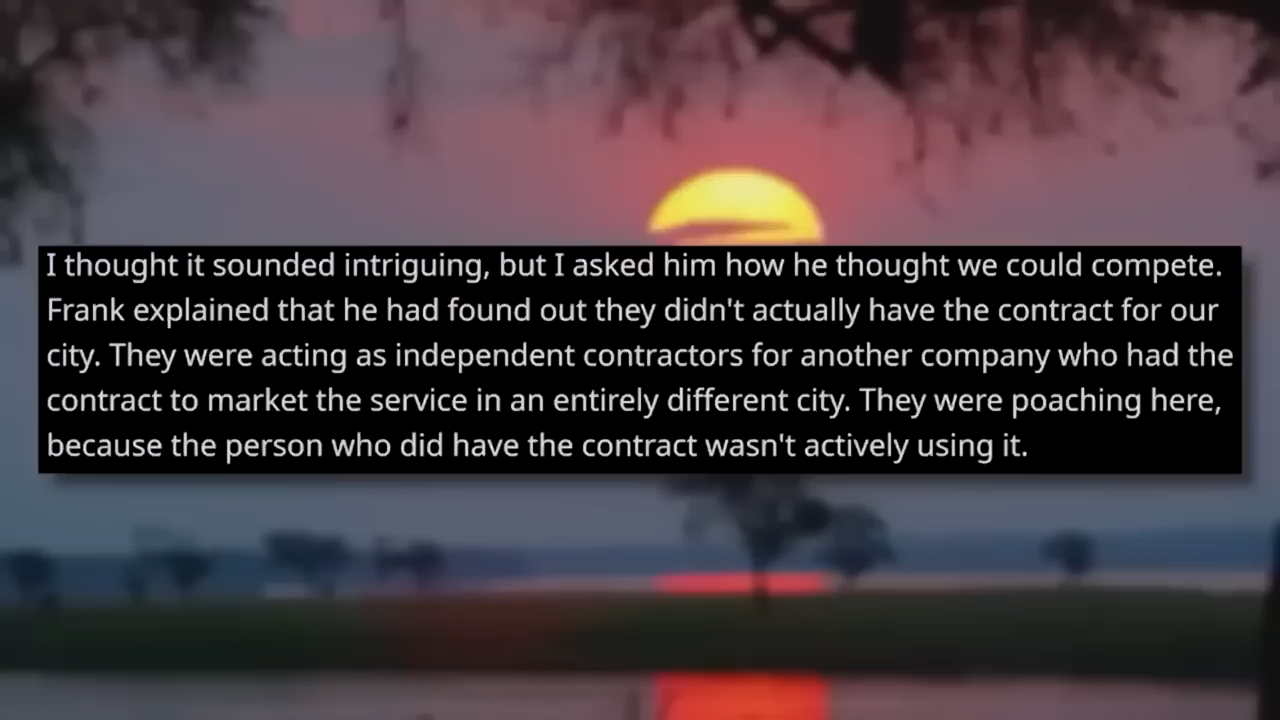 I thought it sounded intriguing, but I asked him how he thought we could compete.
Frank explained that he had found out they didn't actually have the contract for our
city. They were acting as independent contractors for another company who had the
contract to market the service in an entirely different city. They were poaching here,
because the person who did have the contract wasn't actively using it.